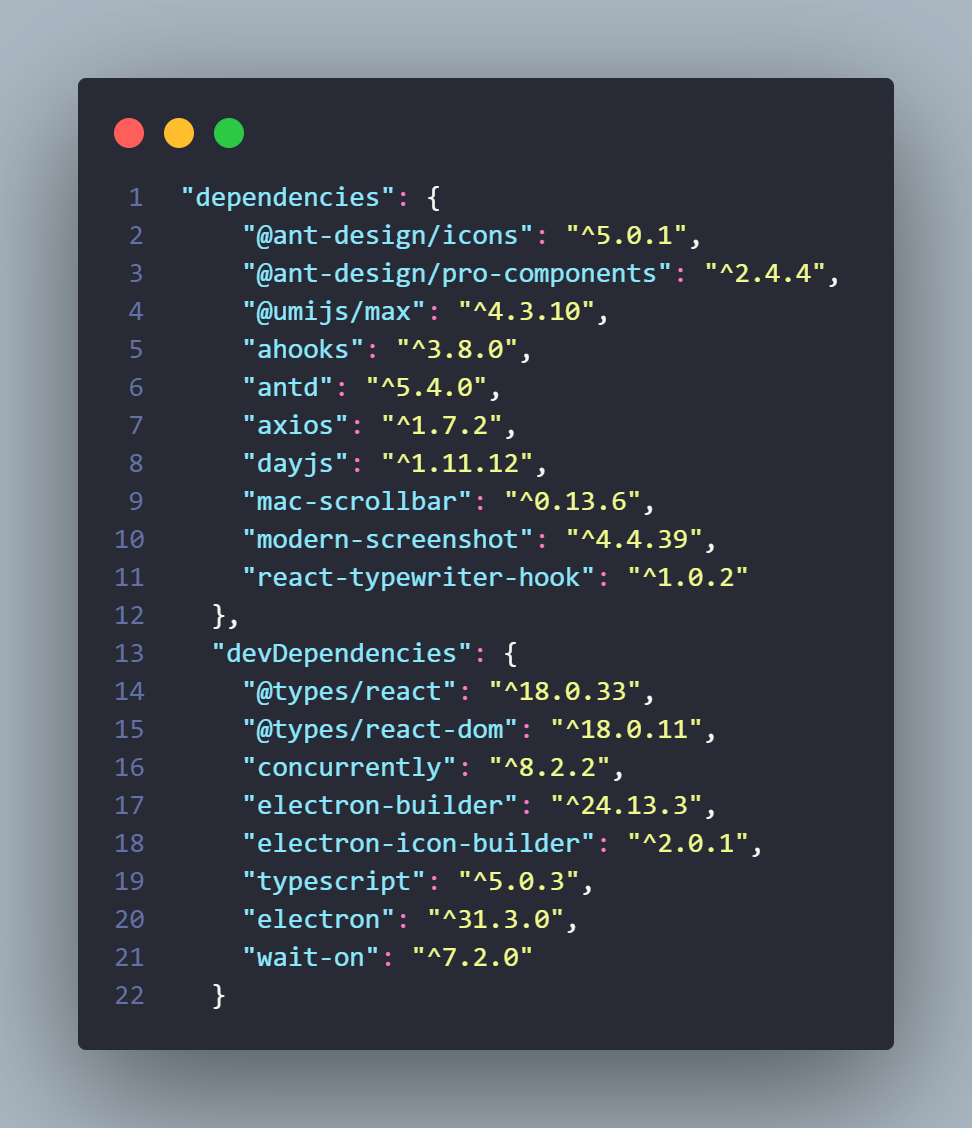 1 "dependencies": {
2 "@ant-design/icons": "^5.0.1",
3 "@ant-design/pro-components": "^2.4.4",
4 "@umijs/max": "^4.3.10",
5 "ahooks": "^3.8.0",
6 "antd": "^5.4.0",
7 "axios": "^1.7.2",
8 "dayjs": "^1.11.12",
9 "mac-scrollbar": "^0.13.6",
10 "modern-screenshot": "^4.4.39",
11 "react-typewriter-hook": "^1.0.2"
12 },
13 "devDependencies": {
14 "@types/react": "^18.0.33",
15 "@types/react-dom": "^18.0.11",
16 "concurrently": "^8.2.2",
17 "electron-builder": "^24.13.3",
18 "electron-icon-builder": "^2.0.1",
19 "typescript": "^5.0.3",
20 "electron": "^31.3.0",
21 "wait-on": "^7.2.0"
22 }